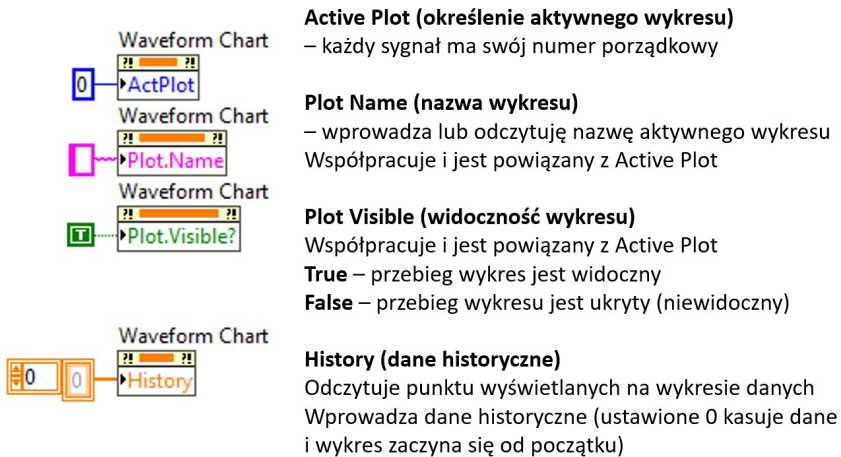 Waveform Chart
?! ?!
0 ActPlot
Waveform Chart
?! ?!
Plot.Name
Waveform Chart
?! ?!
T Plot.Visible?
Waveform Chart
?! ?!
0 0 History
Active Plot (określenie aktywnego wykresu)
– każdy sygnał ma swój numer porządkowy
Plot Name (nazwa wykresu)
– wprowadza lub odczytuję nazwę aktywnego wykresu
Współpracuje i jest powiązany z Active Plot
Plot Visible (widoczność wykresu)
Współpracuje i jest powiązany z Active Plot
True – przebieg wykres jest widoczny
False – przebieg wykresu jest ukryty (niewidoczny)
History (dane historyczne)
Odczytuje punktu wyświetlanych na wykresie danych
Wprowadza dane historyczne (ustawione 0 kasuje dane
i wykres zaczyna się od początku)